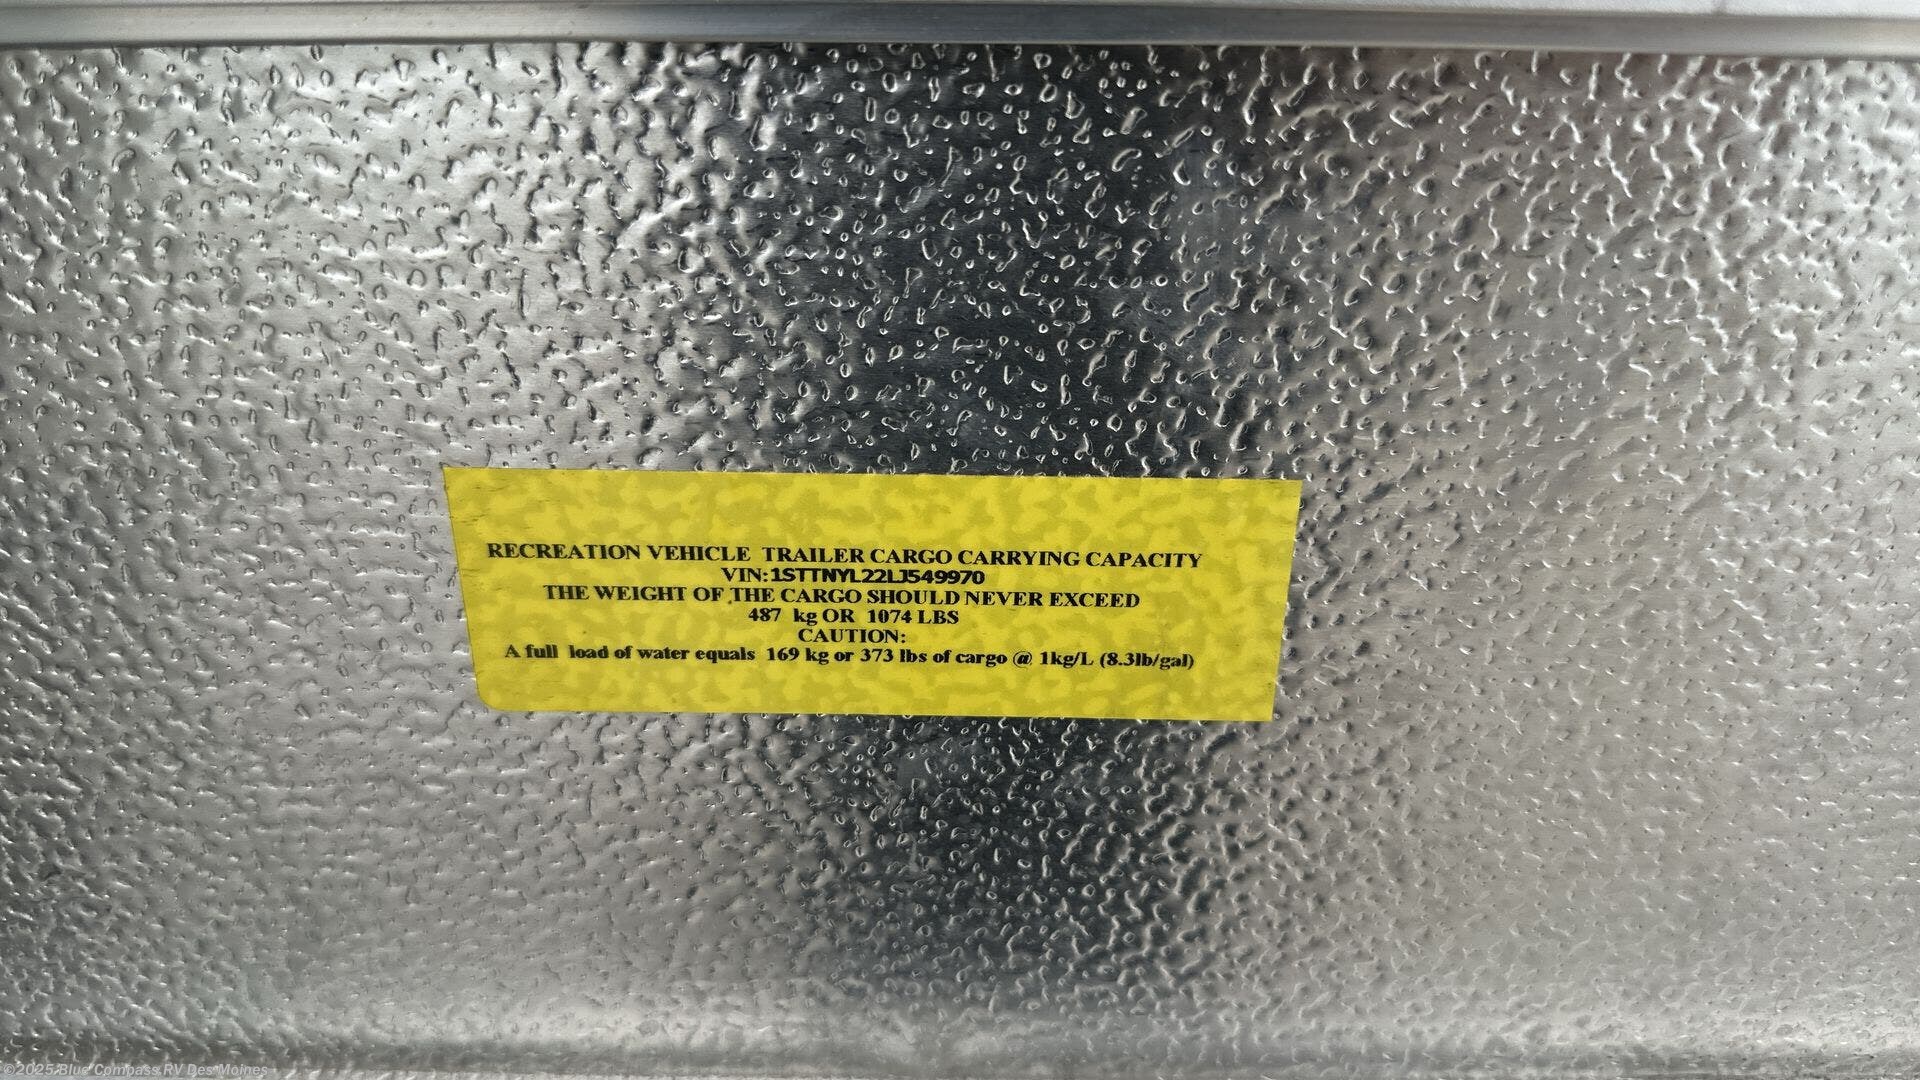 RECREATION VEHICLE TRAILER CARGO CARRYING CAPACITY
VIN:1STTNYL22LJ549970
THE WEIGHT OF THE CARGO SHOULD NEVER EXCEED
487 kg OR 1074 LBS
CAUTION:
A full load of water equals 169 kg or 373 lbs of cargo @ 1kg/L (8.3lb/gal)
©2025 Blue Compass RV Des Moines